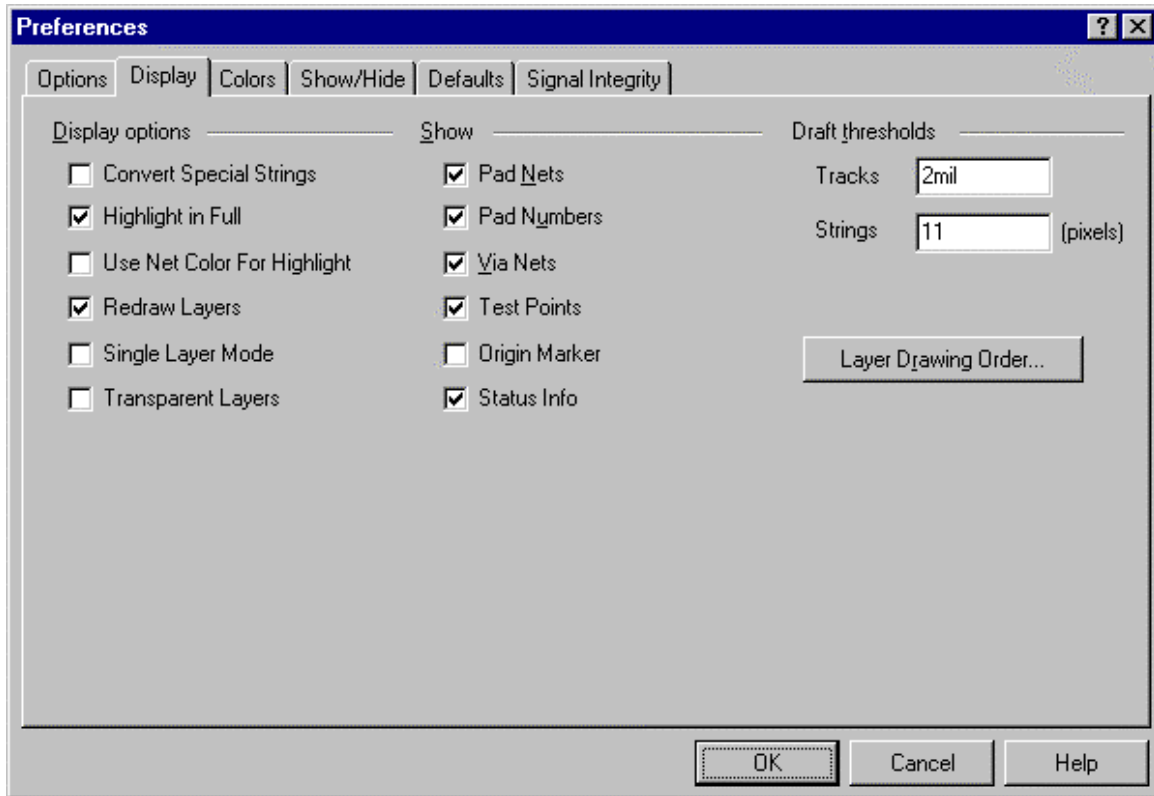 Preferences
Options Display Colors Show/Hide Defaults Signal Integrity
Display options
Convert Special Strings
Highlight in Full
Use Net Color For Highlight
Redraw Layers
Single Layer Mode
Transparent Layers
Show
Pad Nets
Pad Numbers
Via Nets
Test Points
Origin Marker
Status Info
Draft thresholds
Tracks 2mil
Strings 11 (pixels)
Layer Drawing Order...
OK Cancel Help